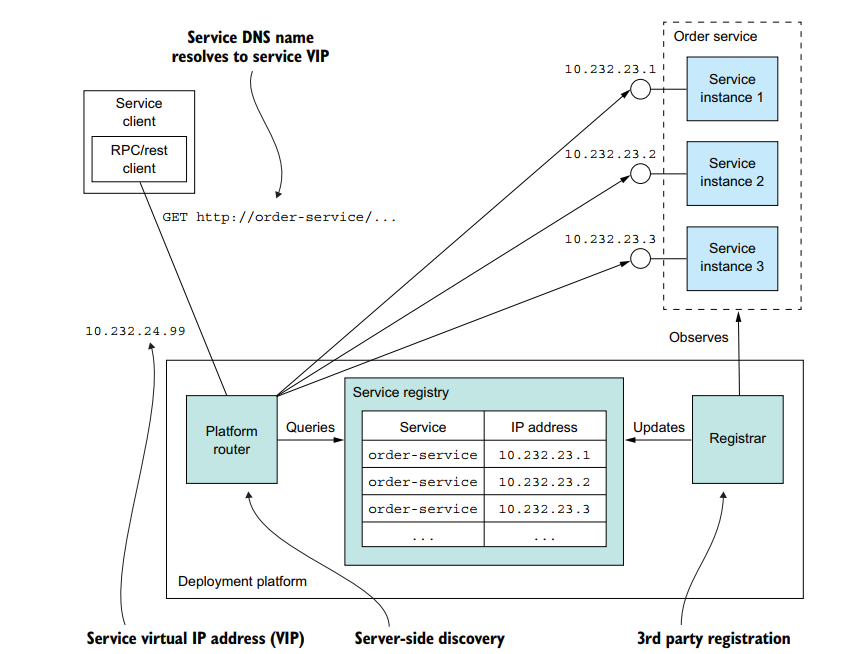 Service DNS name
resolves to service VIP
Order service
10.232.23.1
Service
instance 1
Service
client
RPC/rest
client
10.232.23.2
Service
instance 2
GET http://order-service/...
10.232.23.3
Service
instance 3
10.232.24.99
Observes
Service registry
Platform
router
Queries
Service IP address
order-service 10.232.23.1
order-service 10.232.23.2
order-service 10.232.23.3
... ...
Updates
Registrar
Deployment platform
Service virtual IP address (VIP)
Server-side discovery
3rd party registration